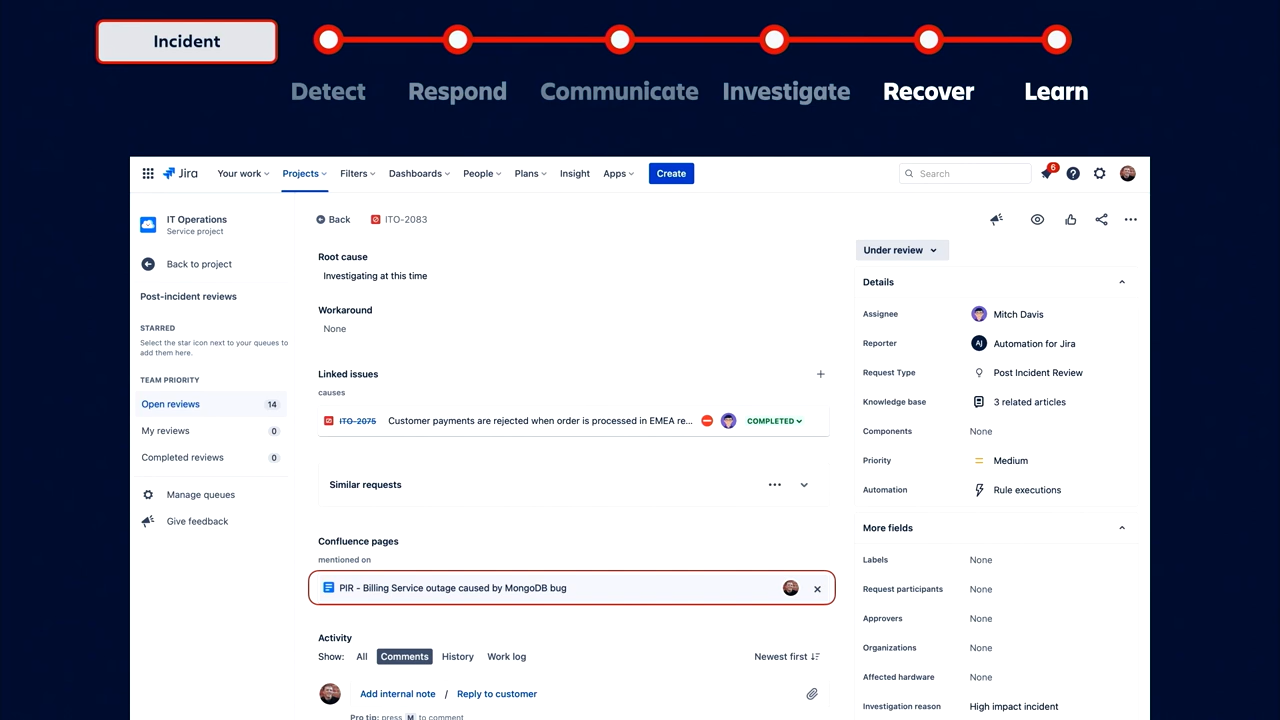 Incident
Detect Respond Communicate Investigate Recover Learn
Jira Your work Projects Filters Dashboards People Plans Insight Apps Create Search 6
IT Operations
Service project
Back to project
Post-incident reviews
STARRED
Select the star icon next to your queues to
add them here.
TEAM PRIORITY
Open reviews 14
My reviews 0
Completed reviews 0
Manage queues
Give feedback
Back ITO-2083
Root cause
Investigating at this time
Workaround
None
Linked issues
causes
ITO-2075 Customer payments are rejected when order is processed in EMEA re... COMPLETED
Similar requests
Confluence pages
mentioned on
PIR - Billing Service outage caused by MongoDB bug
Activity
Show: All Comments History Work log Newest first
Add internal note / Reply to customer
Pro tip: press M to comment
Under review
Details
Assignee Mitch Davis
Reporter AJ Automation for Jira
Request Type Post Incident Review
Knowledge base 3 related articles
Components None
Priority Medium
Automation Rule executions
More fields
Labels None
Request participants None
Approvers None
Organizations None
Affected hardware None
Investigation reason High impact incident